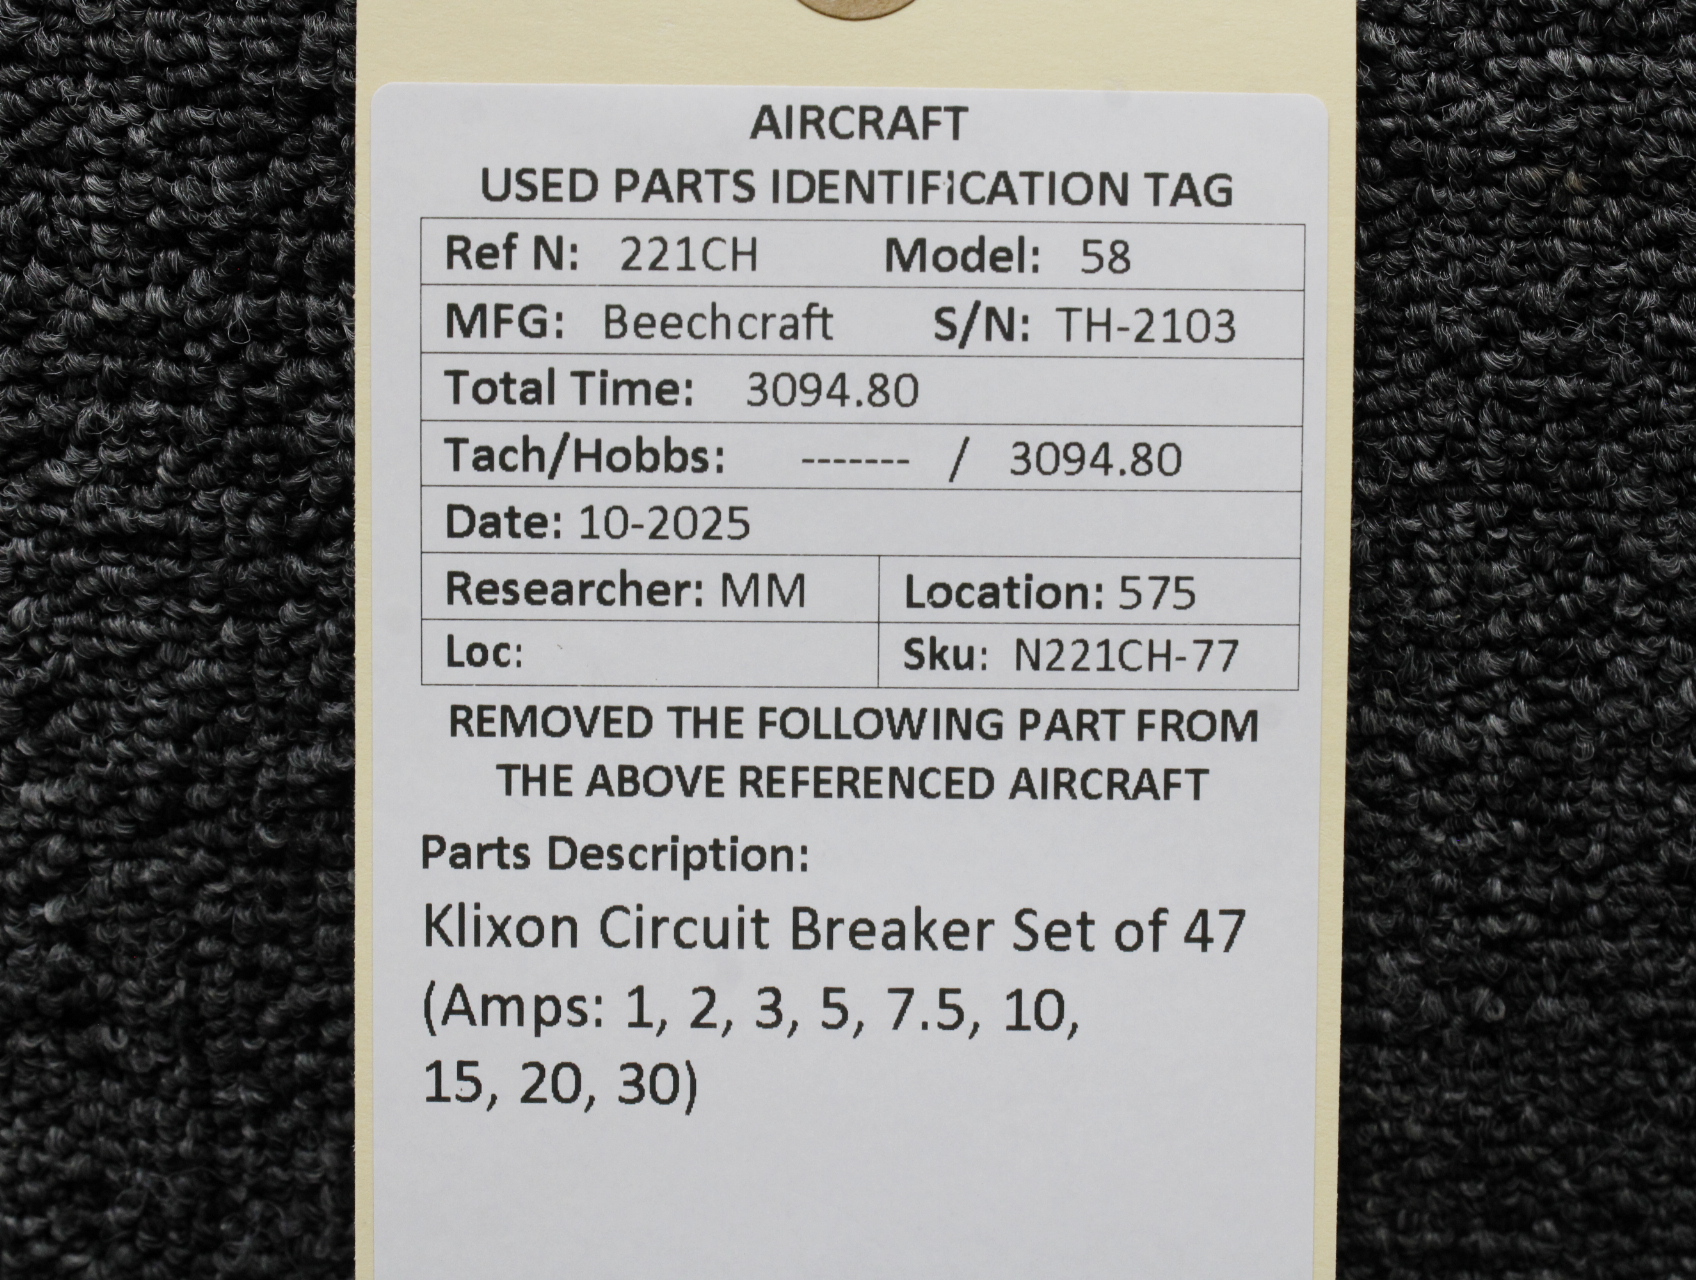 AIRCRAFT
USED PARTS IDENTIFICATION TAG
Ref N: 221CH Model: 58
MFG: Beechcraft S/N: TH-2103
Total Time: 3094.80
Tach/Hobbs: ------- / 3094.80
Date: 10-2025
Researcher: MM Location: 575
Loc: Sku: N221CH-77
REMOVED THE FOLLOWING PART FROM
THE ABOVE REFERENCED AIRCRAFT
Parts Description:
Klixon Circuit Breaker Set of 47
(Amps: 1, 2, 3, 5, 7.5, 10,
15, 20, 30)